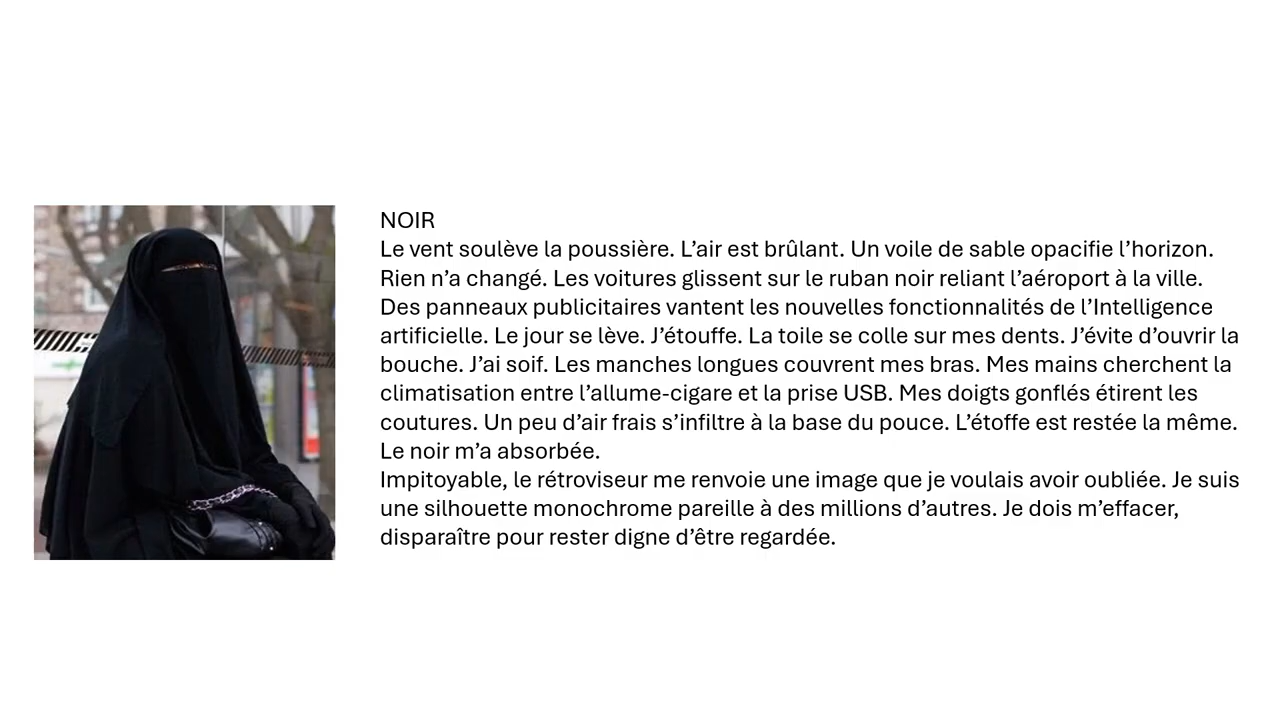 NOIR
Le vent soulève la poussière. L’air est brûlant. Un voile de sable opacifie l’horizon.
Rien n’a changé. Les voitures glissent sur le ruban noir reliant l’aéroport à la ville.
Des panneaux publicitaires vantent les nouvelles fonctionnalités de l’Intelligence
artificielle. Le jour se lève. J’étouffe. La toile se colle sur mes dents. J’évite d’ouvrir la
bouche. J’ai soif. Les manches longues couvrent mes bras. Mes mains cherchent la
climatisation entre l’allume-cigare et la prise USB. Mes doigts gonflés étirent les
coutures. Un peu d’air frais s’infiltre à la base du pouce. L’étoffe est restée la même.
Le noir m’a absorbée.
Impitoyable, le rétroviseur me renvoie une image que je voulais avoir oubliée. Je suis
une silhouette monochrome pareille à des millions d’autres. Je dois m’effacer,
disparaître pour rester digne d’être regardée.